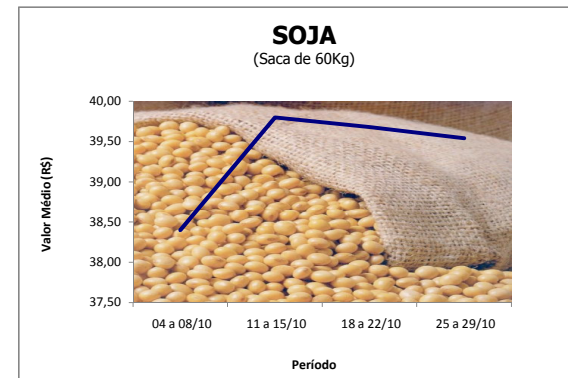 SOJA
(Saca de 60Kg)
Valor Médio(R$)
40,00
39,50
39,00
38,50
38,00
37,50
04 a 08/10 11 a 15/10 18 a 22/10 25 a 29/10
Período